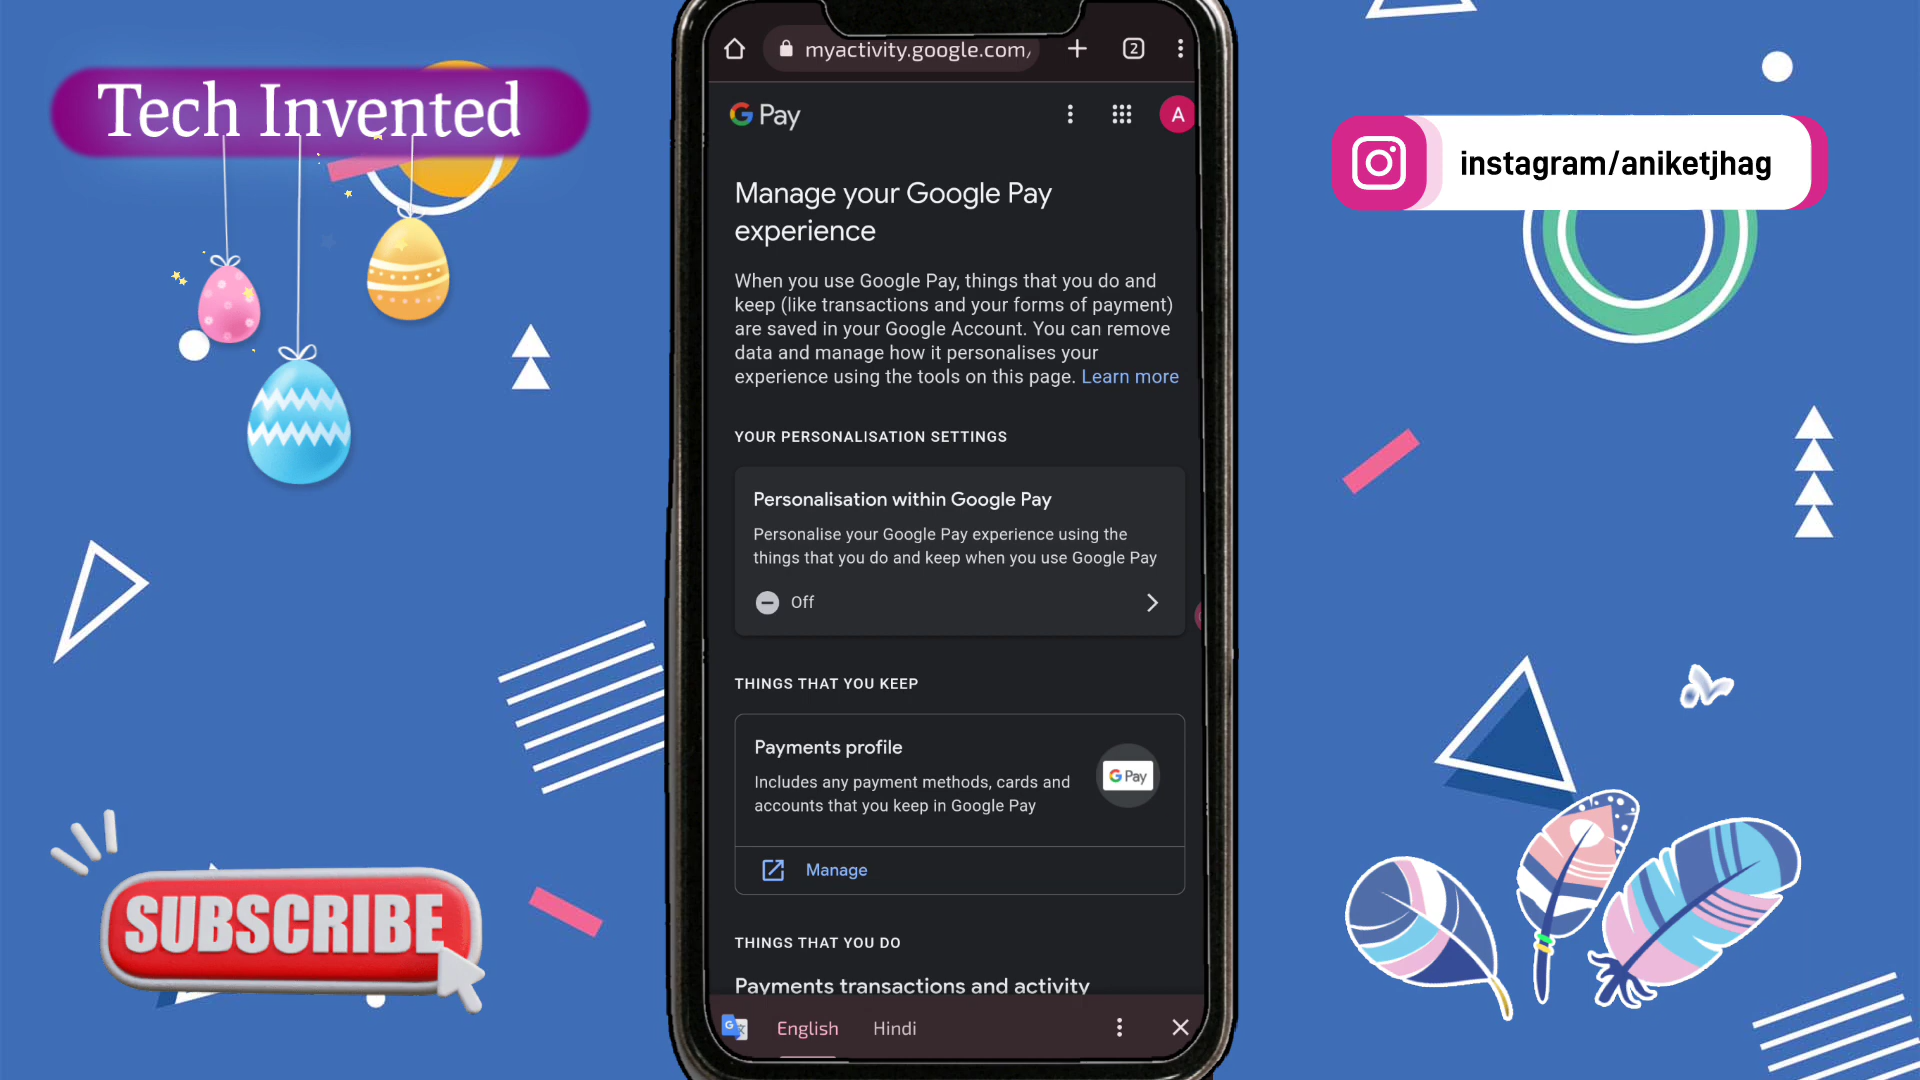 Tech Invented
instagram/aniketjhag
SUBSCRIBE
myactivity.google.com/
2
G Pay
A
Manage your Google Pay
experience
When you use Google Pay, things that you do and
keep (like transactions and your forms of payment)
are saved in your Google Account. You can remove
data and manage how it personalises your
experience using the tools on this page. Learn more
YOUR PERSONALISATION SETTINGS
Personalisation within Google Pay
Personalise your Google Pay experience using the
things that you do and keep when you use Google Pay
Off
THINGS THAT YOU KEEP
Payments profile
Includes any payment methods, cards and
accounts that you keep in Google Pay
G Pay
Manage
THINGS THAT YOU DO
Payments transactions and activity
English Hindi